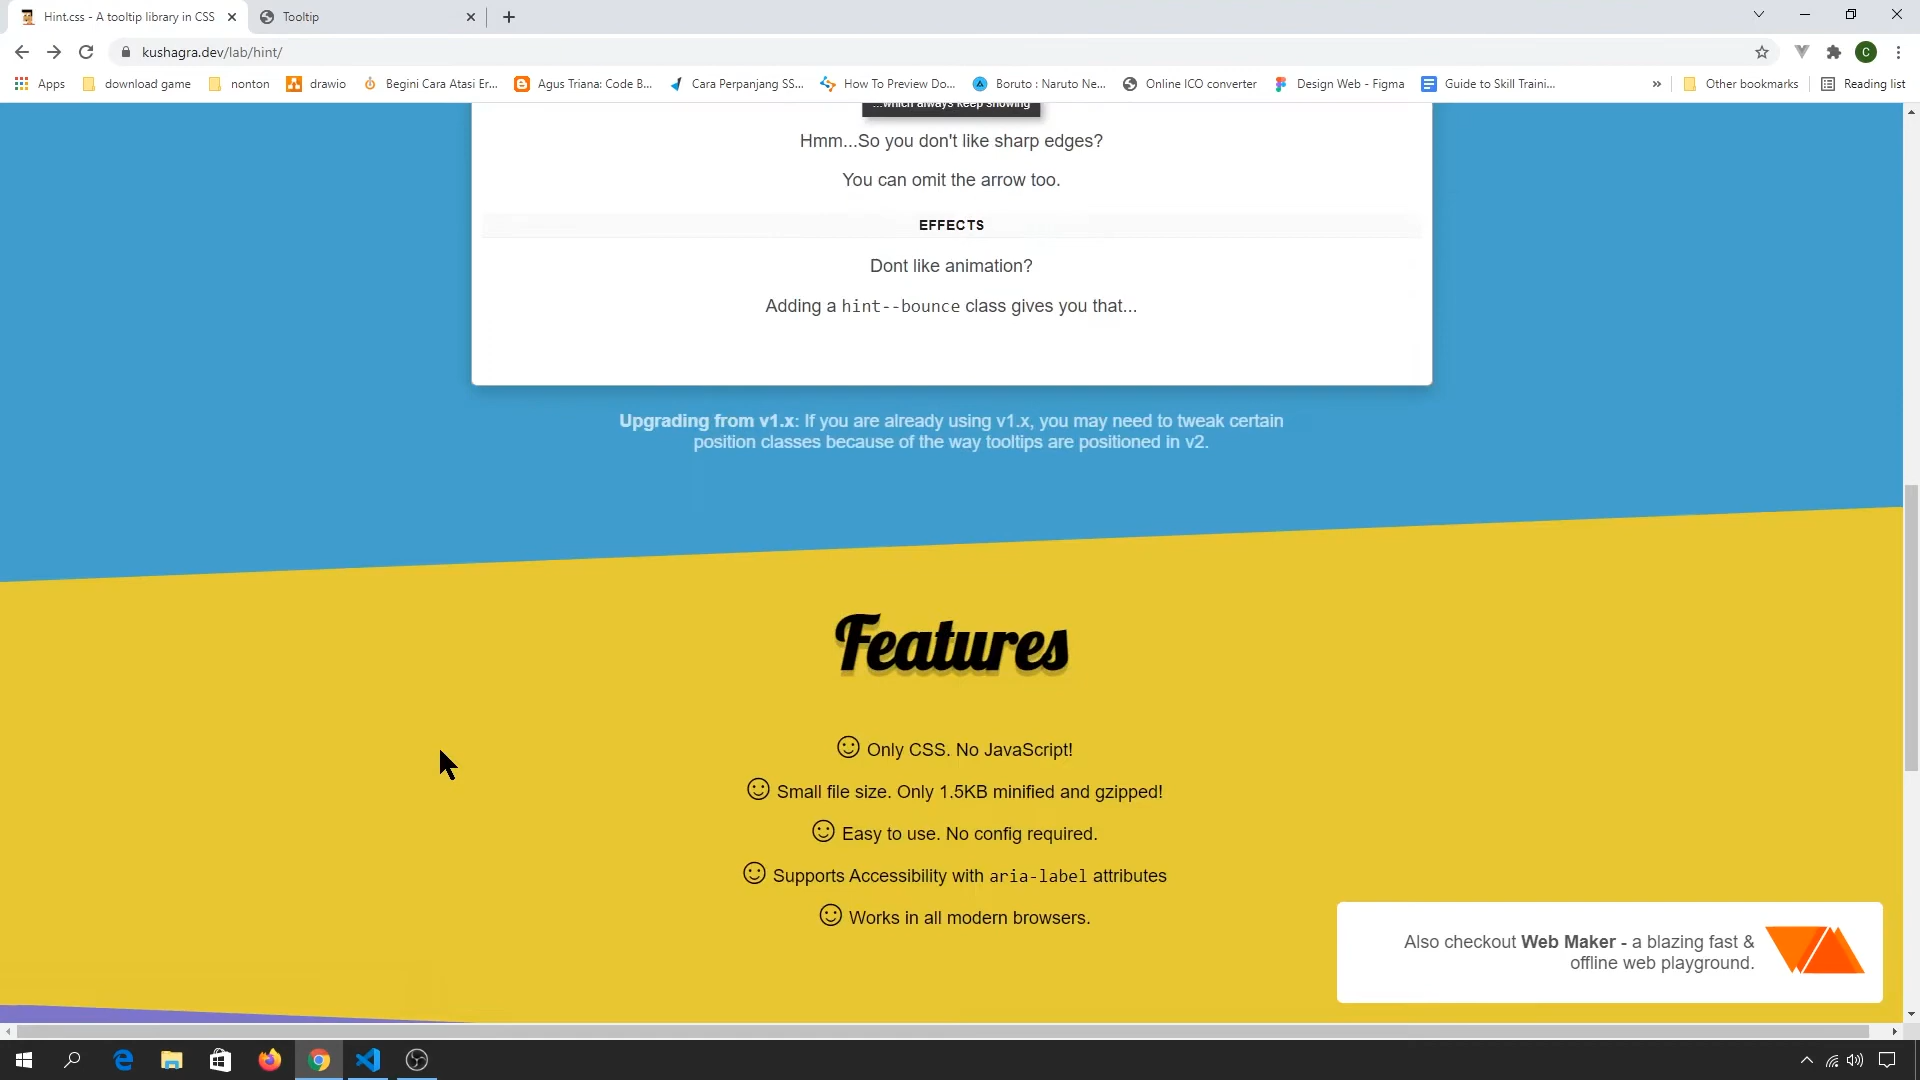 Hint.css - A tooltip library in CSS
Tooltip
kushagra.dev/lab/hint/
C
Apps
download game
nonton
drawio
Begini Cara Atasi Er...
Agus Triana: Code B...
Cara Perpanjang SS...
How To Preview Do...
Boruto : Naruto Ne...
Online ICO converter
Design Web - Figma
Guide to Skill Traini...
»
Other bookmarks
Reading list
...which always keep showing
Hmm...So you don't like sharp edges?
You can omit the arrow too.
EFFECTS
Dont like animation?
Adding a hint--bounce class gives you that...
Upgrading from v1.x: If you are already using v1.x, you may need to tweak certain
position classes because of the way tooltips are positioned in v2.
Features
Only CSS. No JavaScript!
Small file size. Only 1.5KB minified and gzipped!
Easy to use. No config required.
Supports Accessibility with aria-label attributes
Works in all modern browsers.
Also checkout Web Maker - a blazing fast &
offline web playground.